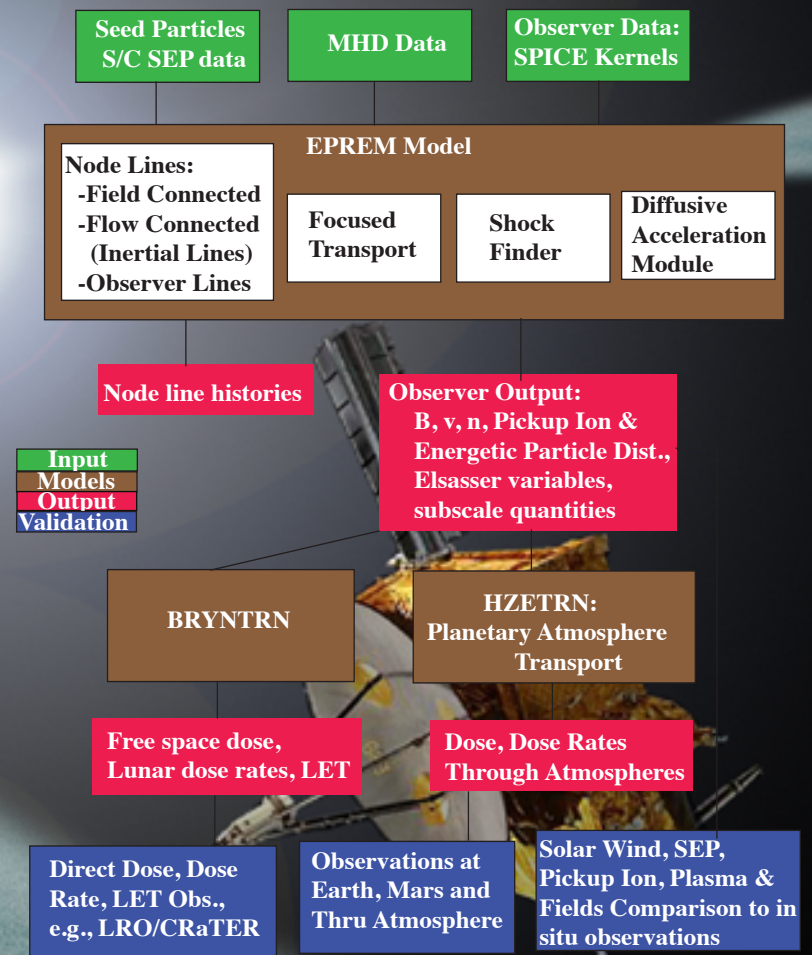 Seed Particles
S/C SEP data
MHD Data
Observer Data:
SPICE Kernels
EPREM Model
Node Lines:
-Field Connected
-Flow Connected
(Inertial Lines)
-Observer Lines
Focused
Transport
Shock
Finder
Diffusive
Acceleration
Module
Node line histories
Observer Output:
B, v, n, Pickup Ion &
Energetic Particle Dist.,
Elsasser variables,
subscale quantities
Input
Models
Output
Validation
BRYNTRN
HZETRN:
Planetary Atmosphere
Transport
Free space dose,
Lunar dose rates, LET
Dose, Dose Rates
Through Atmospheres
Direct Dose, Dose
Rate, LET Obs.,
e.g., LRO/CRaTER
Observations at
Earth, Mars and
Thru Atmosphere
Solar Wind, SEP,
Pickup Ion, Plasma &
Fields Comparison to in
situ observations